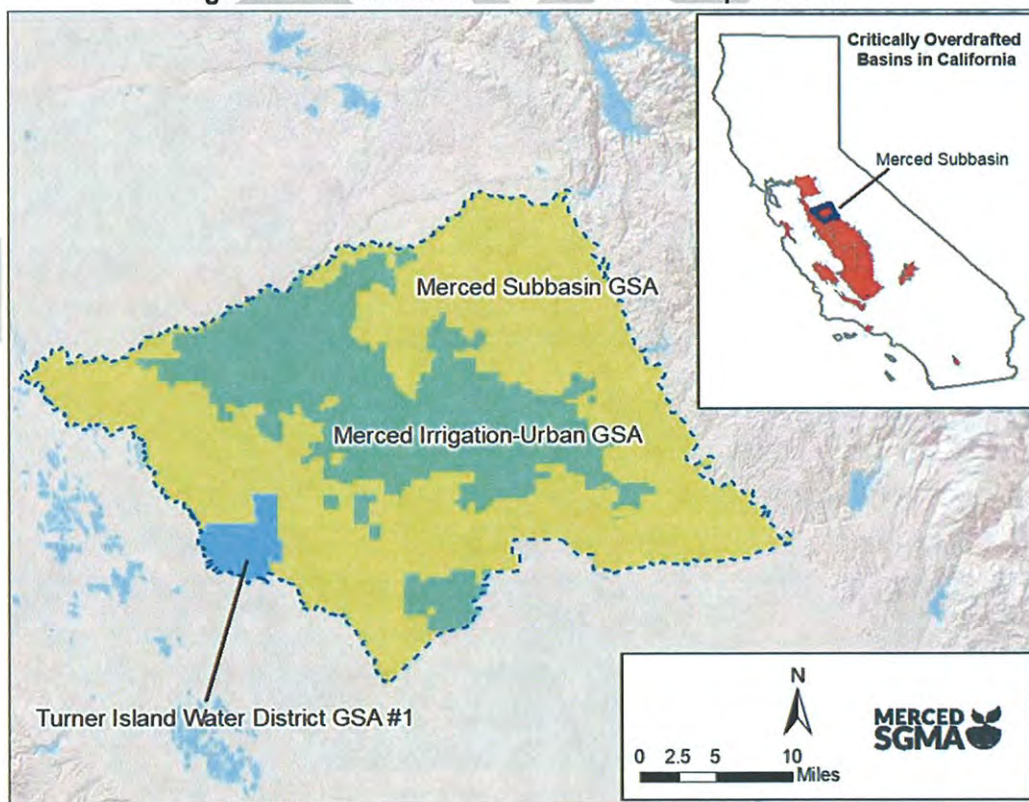 Critically Overdrafted
Basins in California
Merced Subbasin
Merced Subbasin GSA
Merced Irrigation-Urban GSA
Turner Island Water District GSA #1
N
0 2.5 5 10
Miles
MERCED
SGMA